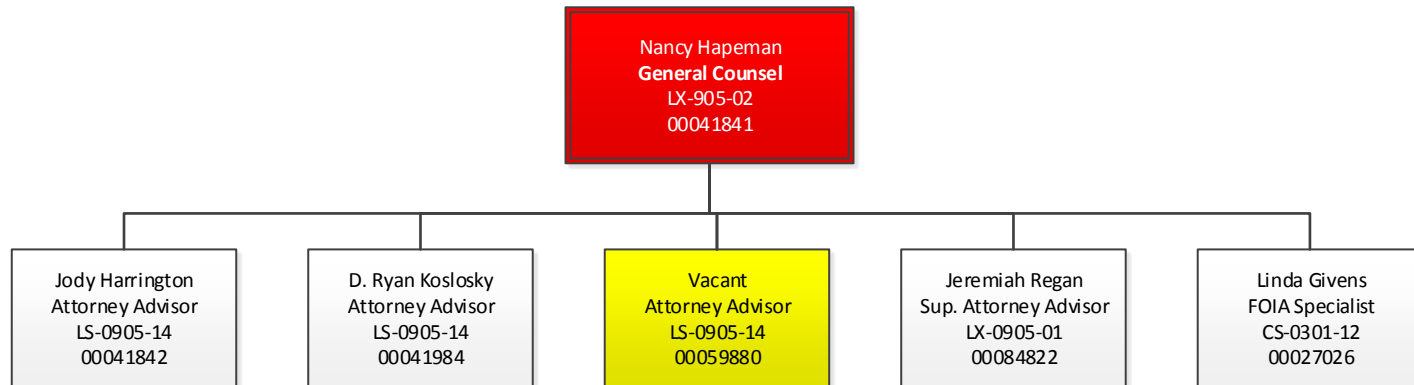 Nancy Hapeman
General Counsel
LX-905-02
00041841
Jody Harrington
Attorney Advisor
LS-0905-14
00041842
D. Ryan Koslosky
Attorney Advisor
LS-0905-14
00041984
Vacant
Attorney Advisor
LS-0905-14
00059880
Jeremiah Regan
Sup. Attorney Advisor
LX-0905-01
00084822
Linda Givens
FOIA Specialist
CS-0301-12
00027026